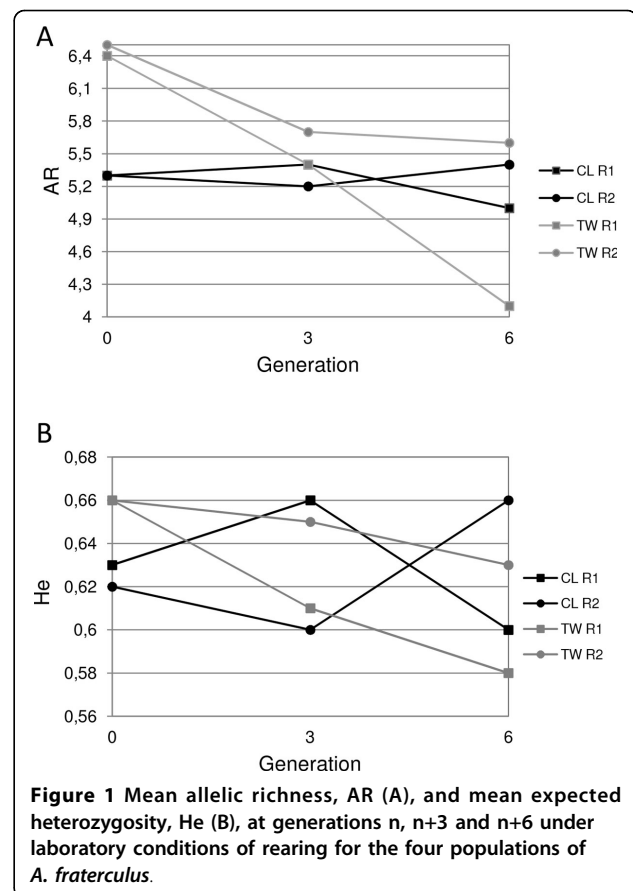 A
6,4
6,1
5,8
5,5
5,2
4,9
4,6
4,3
4
AR
0 3 6
Generation
CL R1
CL R2
TW R1
TW R2
B
0,68
0,66
0,64
0,62
0,6
0,58
0,56
He
0 3 6
Generation
CL R1
CL R2
TW R1
TW R2
Figure 1 Mean allelic richness, AR (A), and mean expected
heterozygosity, He (B), at generations n, n+3 and n+6 under
laboratory conditions of rearing for the four populations of
A. fraterculus.